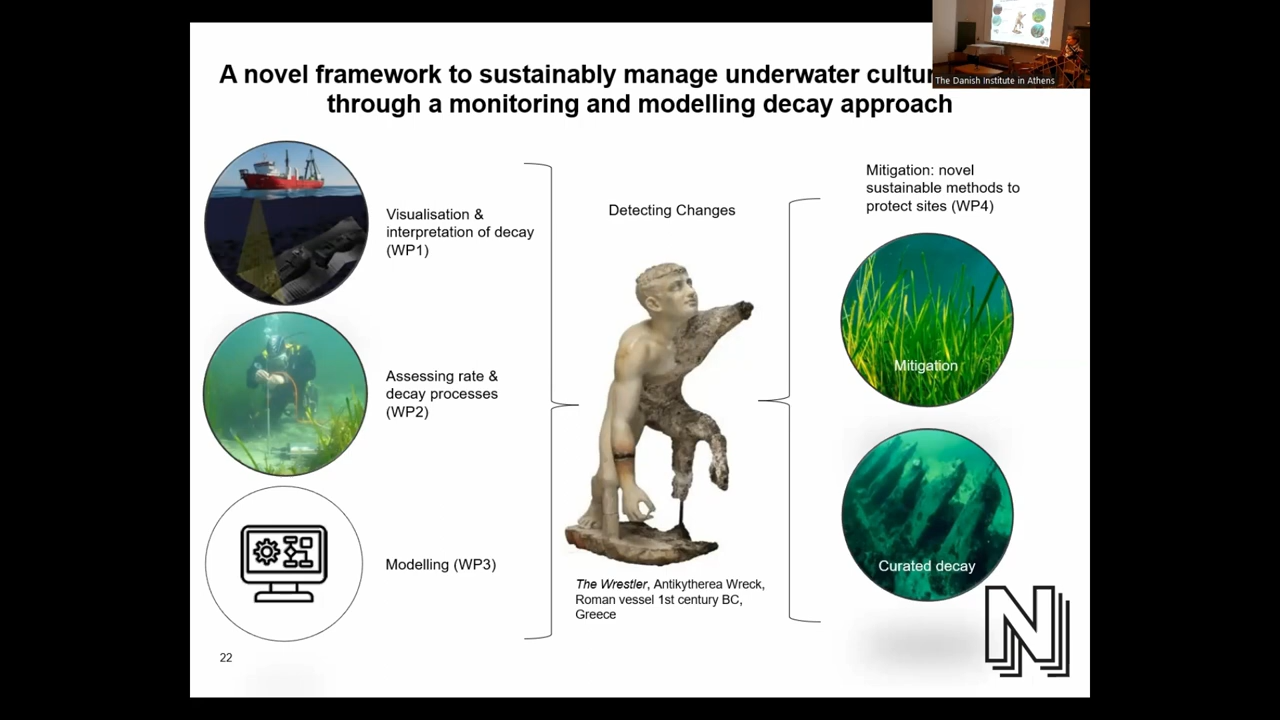 A novel framework to sustainably manage underwater
through a monitoring and modelling decay approach
The Danish Institute in Athens
Visualisation &
interpretation of decay
(WP1)
Assessing rate &
decay processes
(WP2)
Modelling (WP3)
Detecting Changes
The Wrestler, Antikytherea Wreck,
Roman vessel 1st century BC,
Greece
Mitigation: novel
sustainable methods to
protect sites (WP4)
Mitigation
Curated decay
N
22